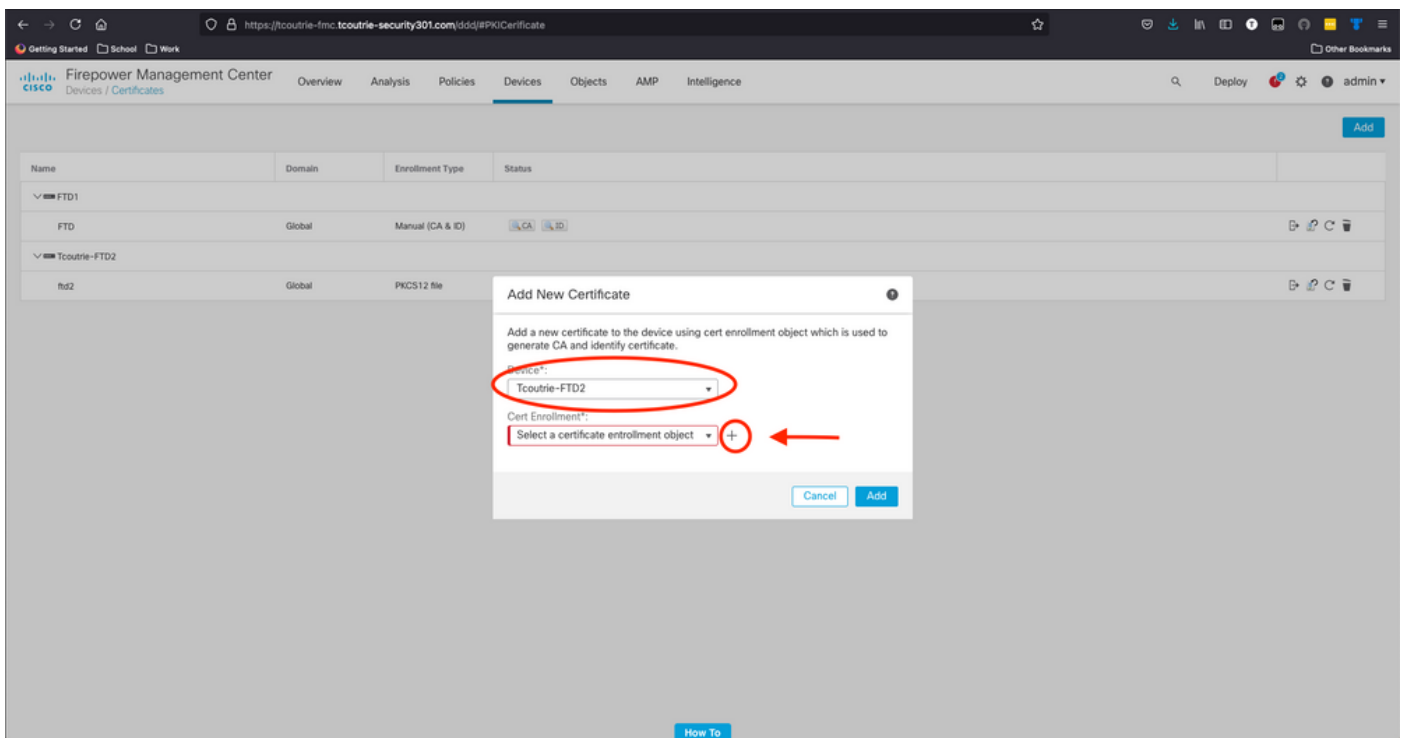 https://tcoutrie-fmc.tcoutrie-security301.com/ddd/#PKICerificate
Getting Started School Work Other Bookmarks
CISCO Firepower Management Center Overview Analysis Policies Devices Objects AMP Intelligence Deploy admin
Devices / Certificates
Add
Name Domain Enrollment Type Status
FTD1
FTD Global Manual (CA & ID) CA ID
Tcoutrie-FTD2
ftd2 Global PKCS12 file
Add New Certificate
Add a new certificate to the device using cert enrollment object which is used to
generate CA and identify certificate.
Device*:
Tcoutrie-FTD2
Cert Enrollment*:
Select a certificate entrollment object
Cancel Add
How To